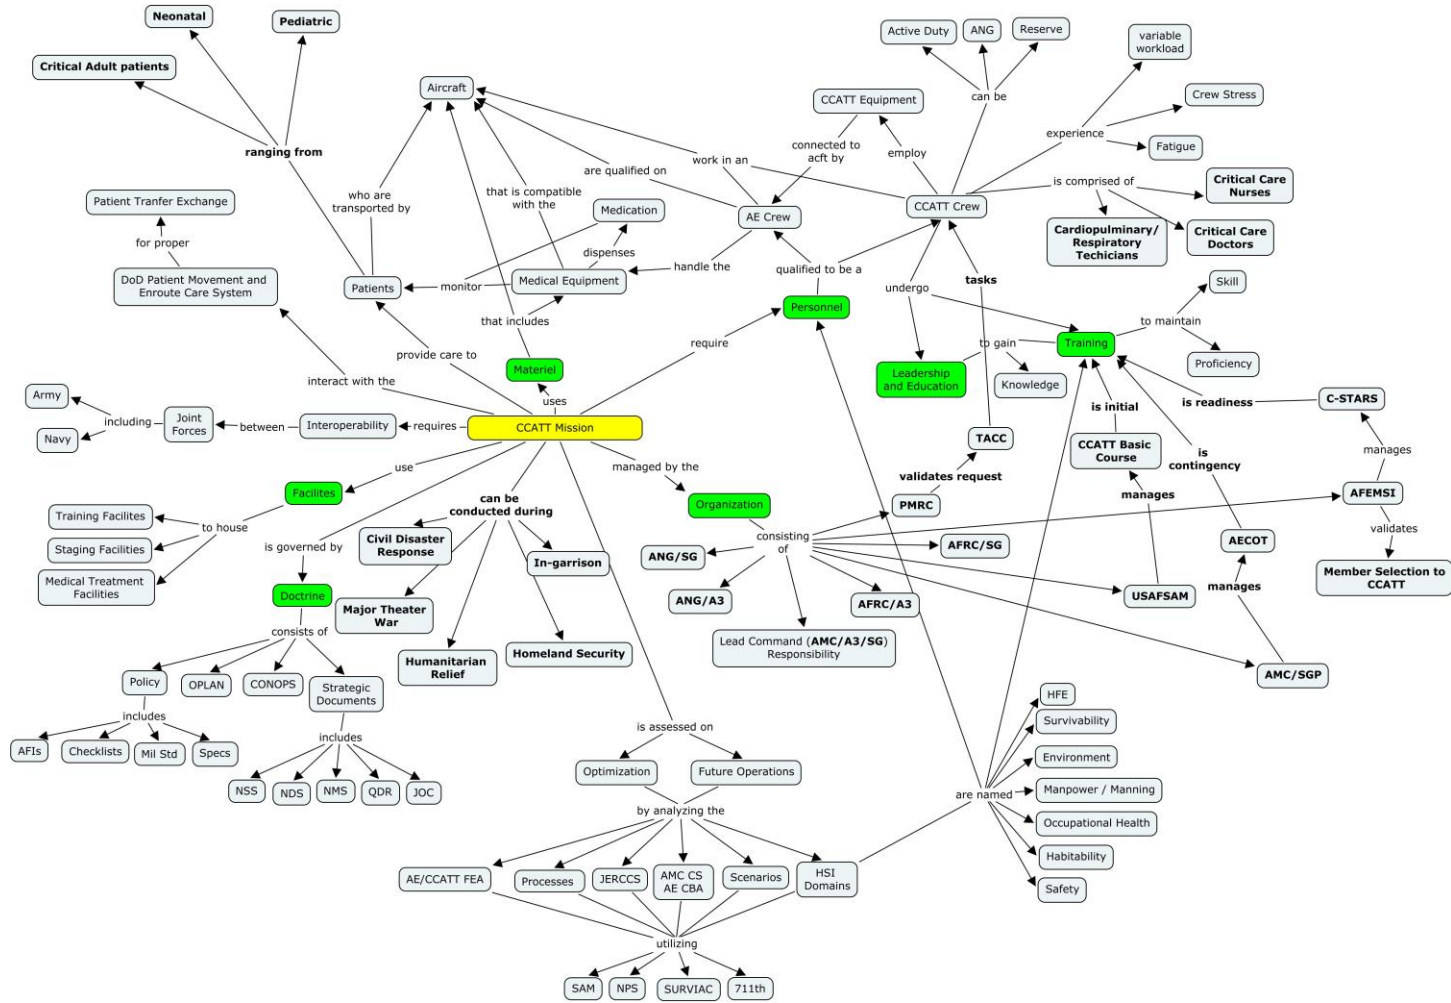 Neonatal
Pediatric
Critical Adult patients
ranging from
Aircraft
who are
transported by
that is compatible
with the
are qualified on
work in an
CCATT Equipment
connected to
acft by
employ
Active Duty
ANG
Reserve
can be
variable
workload
Crew Stress
experience
Fatigue
is comprised of
Critical Care
Nurses
Cardiopulminary/
Respiratory
Techicians
Critical Care
Doctors
Patient Tranfer Exchange
for proper
DoD Patient Movement and
Enroute Care System
Patients
monitor
Medication
dispenses
Medical Equipment
handle the
AE Crew
CCATT Crew
qualified to be a
Personnel
undergo
tasks
Skill
to maintain
Training
Proficiency
to gain
Leadership
and Education
Knowledge
that includes
Materiel
uses
provide care to
interact with the
require
CCATT Mission
requires
Interoperability
between
Joint
Forces
including
Army
Navy
use
Facilites
to house
Training Facilites
Staging Facilities
Medical Treatment
Facilities
is governed by
Doctrine
consists of
Policy
OPLAN
CONOPS
Strategic
Documents
includes
AFIs
Checklists
Mil Std
Specs
includes
NSS
NDS
NMS
QDR
JOC
can be
conducted during
Civil Disaster
Response
In-garrison
Major Theater
War
Humanitarian
Relief
Homeland Security
managed by the
Organization
consisting
of
ANG/SG
ANG/A3
Lead Command (AMC/A3/SG)
Responsibility
AFRC/A3
AFRC/SG
PMRC
validates request
TACC
is initial
CCATT Basic
Course
manages
USAFSAM
is readiness
C-STARS
manages
AFEMSI
validates
Member Selection to
CCATT
is
contingency
AECOT
manages
AMC/SGP
is assessed on
Optimization
Future Operations
by analyzing the
AE/CCATT FEA
Processes
JERCCS
AMC CS
AE CBA
Scenarios
HSI
Domains
utilizing
SAM
NPS
SURVIAC
711th
are named
HFE
Survivability
Environment
Manpower / Manning
Occupational Health
Habitability
Safety